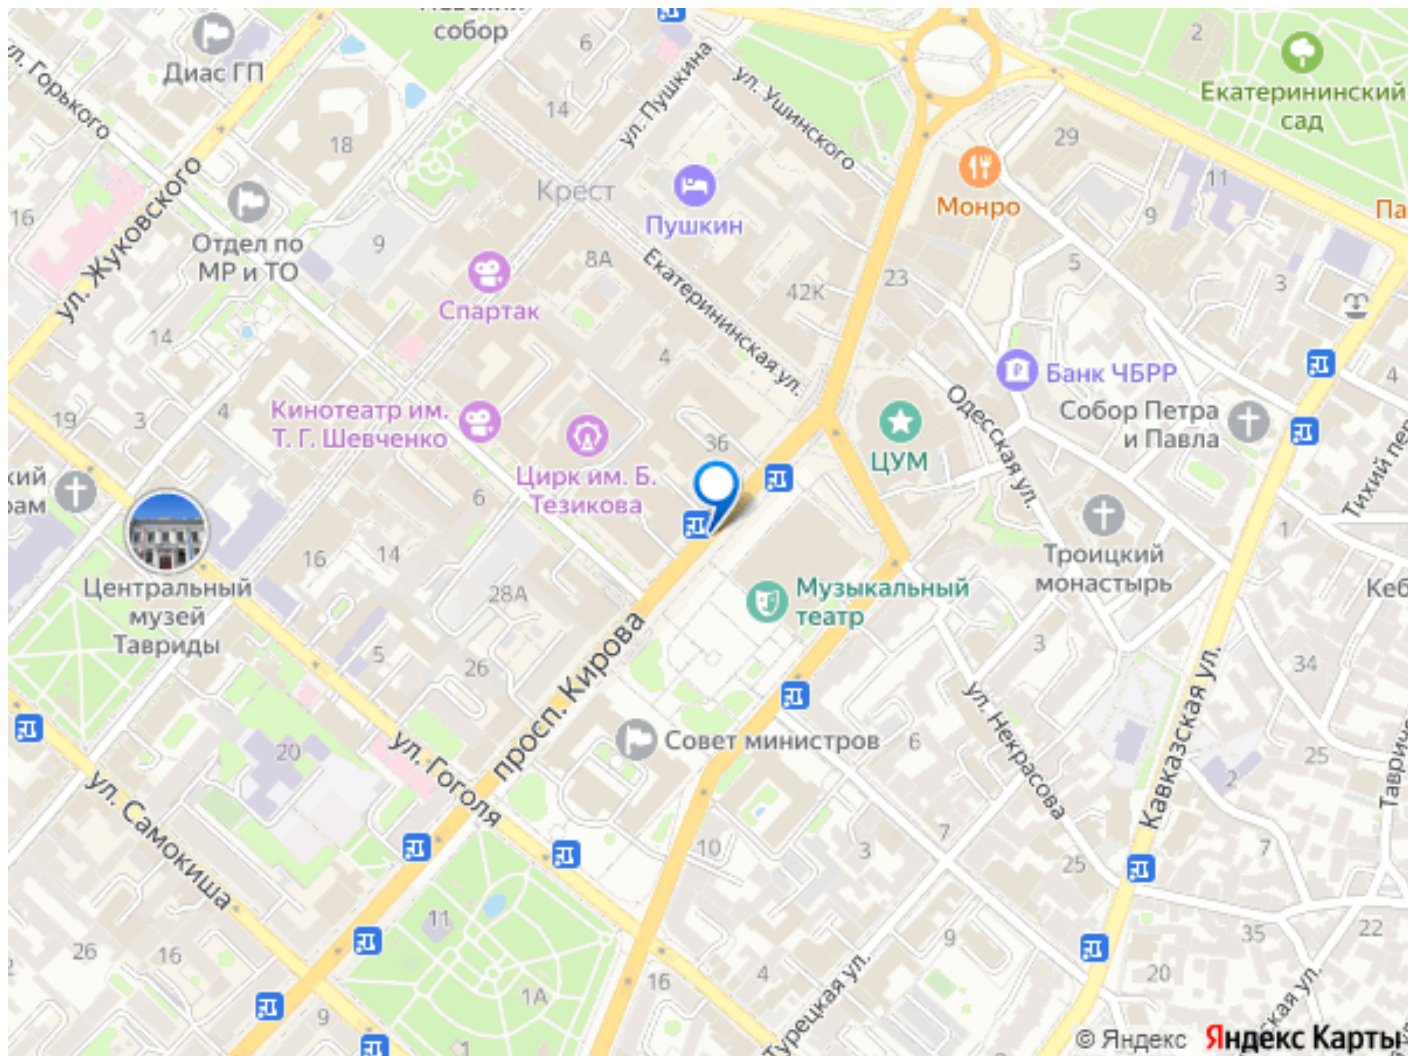 собор
Диас ГП
ул. Горького
6
ул. Пушкина
ул. Ушинского
2
Екатерининский
сад
14
18
29
Монро
11
9
Крест
Пушкин
16
ул. Жуковского
Отдел по
МР и ТО
9
Спартак
8А
Екатерининская ул.
42К
23
5
3
14
4
Банк ЧБРР
4
19
3
4
Кинотеатр им.
Т. Г. Шевченко
36
ЦУМ
Одесская ул.
Собор Петра
и Павла
Цирк им. Б.
Тезикова
6
1
Центральный
музей
Тавриды
16
14
28А
Музыкальный
театр
Троицкий
монастырь
5
26
просп. Кирова
3
34
20
ул. Гоголя
Совет министров
6
ул. Некрасова
Кавказская ул.
25
2
ул. Самокиша
10
3
7
25
7
11
26
16
9
35
22
1А
16
4
20
9
Турецкая ул.
1
© Яндекс Яндекс Карты